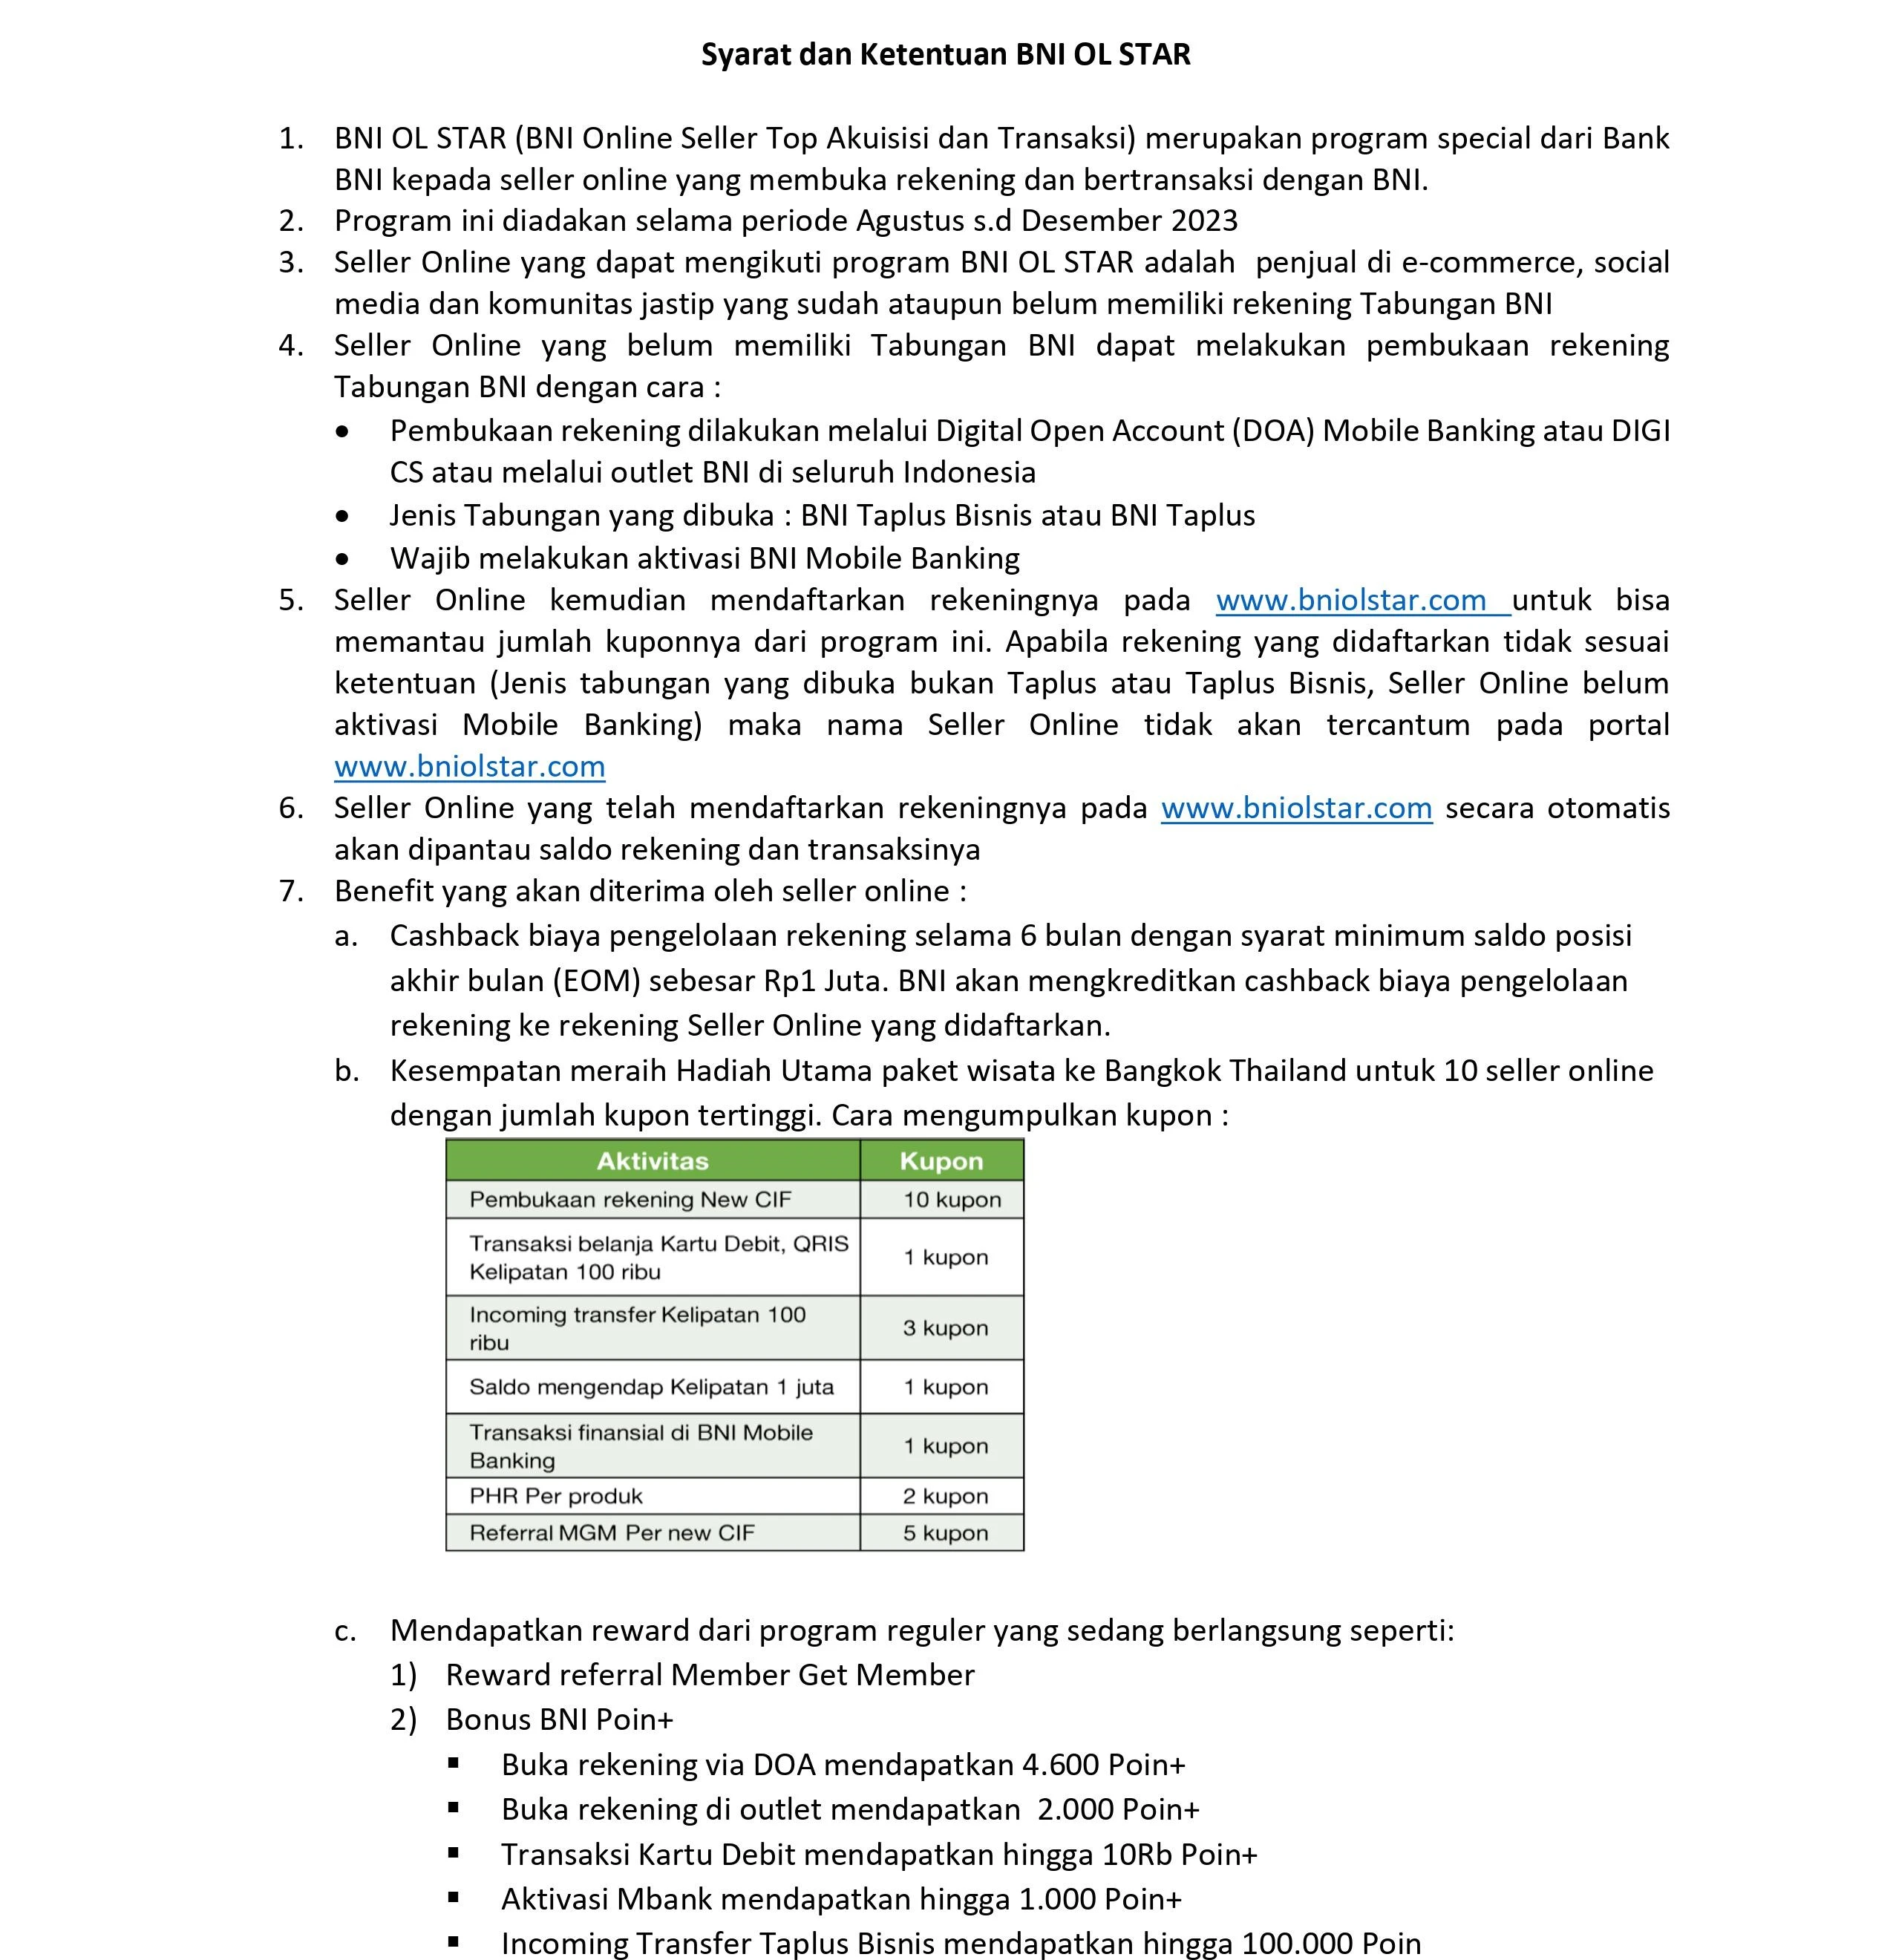 Syarat dan Ketentuan BNI OL STAR
1. BNI OL STAR (BNI Online Seller Top Akuisisi dan Transaksi) merupakan program special dari Bank
BNI kepada seller online yang membuka rekening dan bertransaksi dengan BNI.
2. Program ini diadakan selama periode Agustus s.d Desember 2023
3. Seller Online yang dapat mengikuti program BNI OL STAR adalah penjual di e-commerce, social
media dan komunitas jastip yang sudah ataupun belum memiliki rekening Tabungan BNI
4. Seller Online yang belum memiliki Tabungan BNI dapat melakukan pembukaan rekening
Tabungan BNI dengan cara :
• Pembukaan rekening dilakukan melalui Digital Open Account (DOA) Mobile Banking atau DIGI
CS atau melalui outlet BNI di seluruh Indonesia
• Jenis Tabungan yang dibuka : BNI Taplus Bisnis atau BNI Taplus
• Wajib melakukan aktivasi BNI Mobile Banking
5. Seller Online kemudian mendaftarkan rekeningnya pada www.bniolstar.com untuk bisa
memantau jumlah kuponnya dari program ini. Apabila rekening yang didaftarkan tidak sesuai
ketentuan (Jenis tabungan yang dibuka bukan Taplus atau Taplus Bisnis, Seller Online belum
aktivasi Mobile Banking) maka nama Seller Online tidak akan tercantum pada portal
www.bniolstar.com
6. Seller Online yang telah mendaftarkan rekeningnya pada www.bniolstar.com secara otomatis
akan dipantau saldo rekening dan transaksinya
7. Benefit yang akan diterima oleh seller online :
a. Cashback biaya pengelolaan rekening selama 6 bulan dengan syarat minimum saldo posisi
akhir bulan (EOM) sebesar Rp1 Juta. BNI akan mengkreditkan cashback biaya pengelolaan
rekening ke rekening Seller Online yang didaftarkan.
b. Kesempatan meraih Hadiah Utama paket wisata ke Bangkok Thailand untuk 10 seller online
dengan jumlah kupon tertinggi. Cara mengumpulkan kupon :
Aktivitas Kupon
Pembukaan rekening New CIF 10 kupon
Transaksi belanja Kartu Debit, QRIS
Kelipatan 100 ribu 1 kupon
Incoming transfer Kelipatan 100
ribu 3 kupon
Saldo mengendap Kelipatan 1 juta 1 kupon
Transaksi finansial di BNI Mobile
Banking 1 kupon
PHR Per produk 2 kupon
Referral MGM Per new CIF 5 kupon
c. Mendapatkan reward dari program reguler yang sedang berlangsung seperti:
1) Reward referral Member Get Member
2) Bonus BNI Poin+
▪ Buka rekening via DOA mendapatkan 4.600 Poin+
▪ Buka rekening di outlet mendapatkan 2.000 Poin+
▪ Transaksi Kartu Debit mendapatkan hingga 10Rb Poin+
▪ Aktivasi Mbank mendapatkan hingga 1.000 Poin+
▪ Incoming Transfer Taplus Bisnis mendapatkan hingga 100.000 Poin